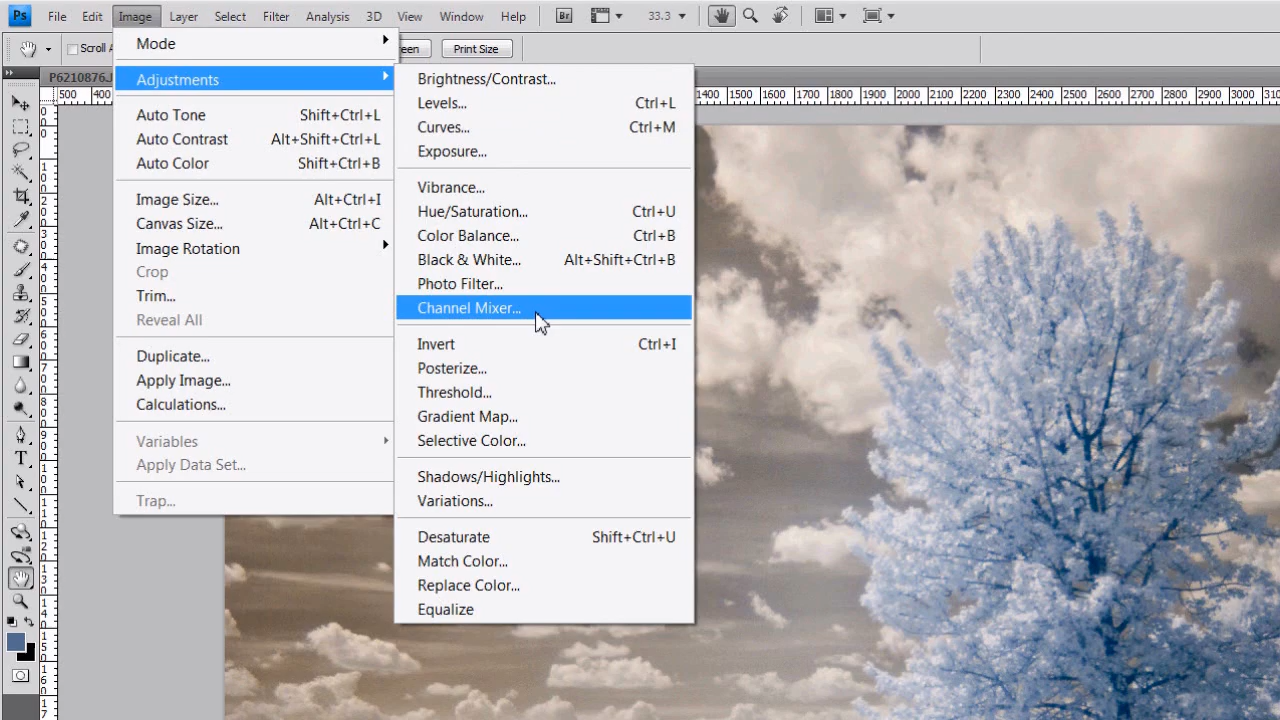 Ps File Edit Image Layer Select Filter Analysis 3D View Window Help Br 33.3
Scroll A
een Print Size
P6210876.J
500 400 1400 1500 1600 1700 1800 1900 2000 2100 2200 2300 2400 2500 2600 2700 2800 2900 3000 310
Mode
Adjustments
Auto Tone Shift+Ctrl+L
Auto Contrast Alt+Shift+Ctrl+L
Auto Color Shift+Ctrl+B
Image Size... Alt+Ctrl+I
Canvas Size... Alt+Ctrl+C
Image Rotation
Crop
Trim...
Reveal All
Duplicate...
Apply Image...
Calculations...
Variables
Apply Data Set...
Trap...
Brightness/Contrast...
Levels... Ctrl+L
Curves... Ctrl+M
Exposure...
Vibrance...
Hue/Saturation... Ctrl+U
Color Balance... Ctrl+B
Black & White... Alt+Shift+Ctrl+B
Photo Filter...
Channel Mixer...
Invert Ctrl+I
Posterize...
Threshold...
Gradient Map...
Selective Color...
Shadows/Highlights...
Variations...
Desaturate Shift+Ctrl+U
Match Color...
Replace Color...
Equalize